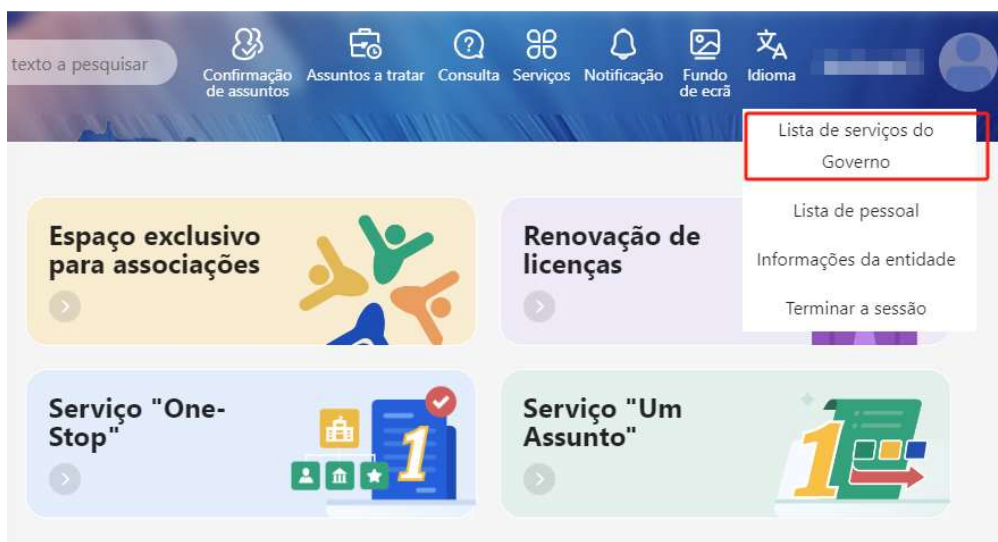 texto a pesquisar
Confirmação
de assuntos
Assuntos a tratar
Consulta
Serviços
Notificação
Fundo
de ecrã
Idioma
Lista de serviços do
Governo
Lista de pessoal
Informações da entidade
Terminar a sessão
Espaço exclusivo
para associações
Renovação de
licenças
Serviço "One-
Stop"
1
Serviço "Um
Assunto"
1